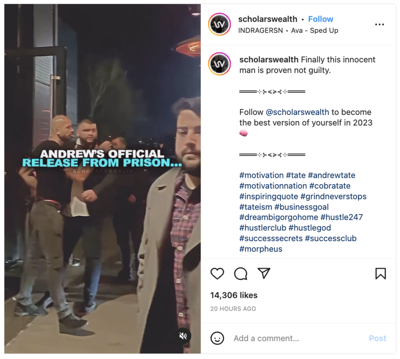 scholarswealth • Follow
INDRAGERSN • Ava - Sped Up
ANDREW'S OFFICIAL
RELEASE FROM PRISON...
scholarswealth Finally this innocent
man is proven not guilty.
Follow @scholarswealth to become
the best version of yourself in 2023
#motivation #tate #andrewtate
#motivationnation #cobratate
#inspiringquote #grindneverstops
#tateism #businessgoal
#dreambigorgohome #hustle247
#hustlerclub #hustlegod
#successsecrets #successclub
#morpheus
14,306 likes
20 HOURS AGO
Add a comment...
Post